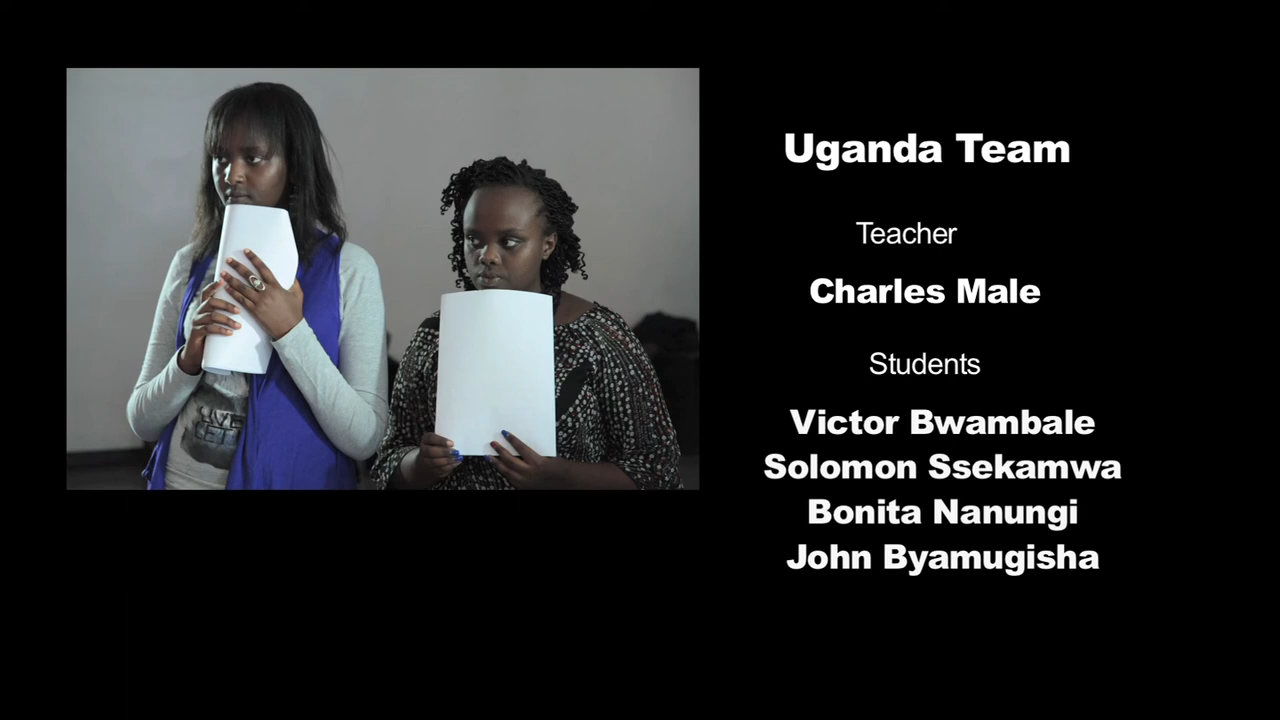 Uganda Team
Teacher
Charles Male
Students
Victor Bwambale
Solomon Ssekamwa
Bonita Nanungi
John Byamugisha